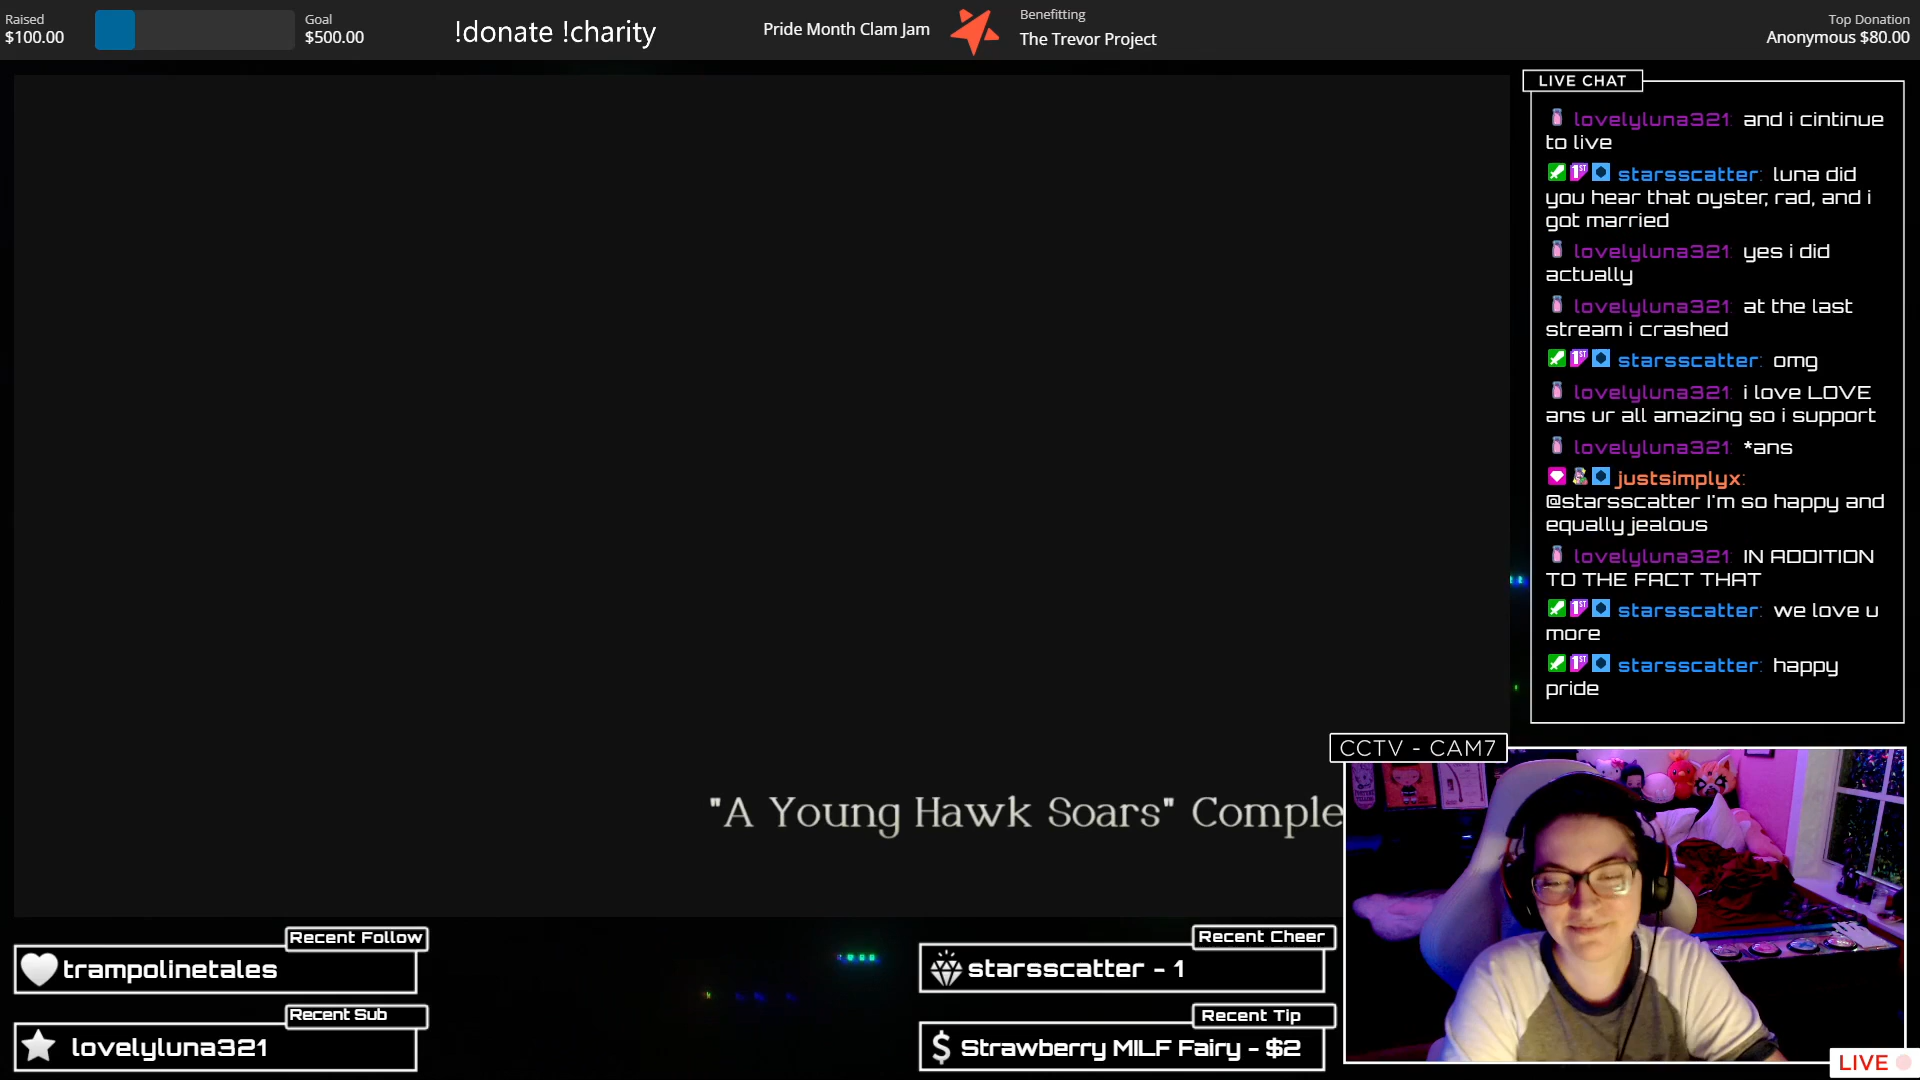 Raised
$100.00
Goal
$500.00
!donate !charity
Pride Month Clam Jam
Benefitting
The Trevor Project
Top Donation
Anonymous $80.00
LIVE CHAT
lovelyluna321: and i cintinue
to live
starsscatter: luna did
you hear that oyster, rad, and i
got married
lovelyluna321: yes i did
actually
lovelyluna321: at the last
stream i crashed
starsscatter: omg
lovelyluna321: i love LOVE
ans ur all amazing so i support
lovelyluna321: *ans
justsimplyx:
@starsscatter I'm so happy and
equally jealous
lovelyluna321: IN ADDITION
TO THE FACT THAT
starsscatter: we love u
more
starsscatter: happy
pride
CCTV - CAM7
"A Young Hawk Soars" Comple
Recent Follow
trampolinetales
Recent Sub
lovelyluna321
Recent Cheer
starsscatter - 1
Recent Tip
Strawberry MILF Fairy - $2
LIVE